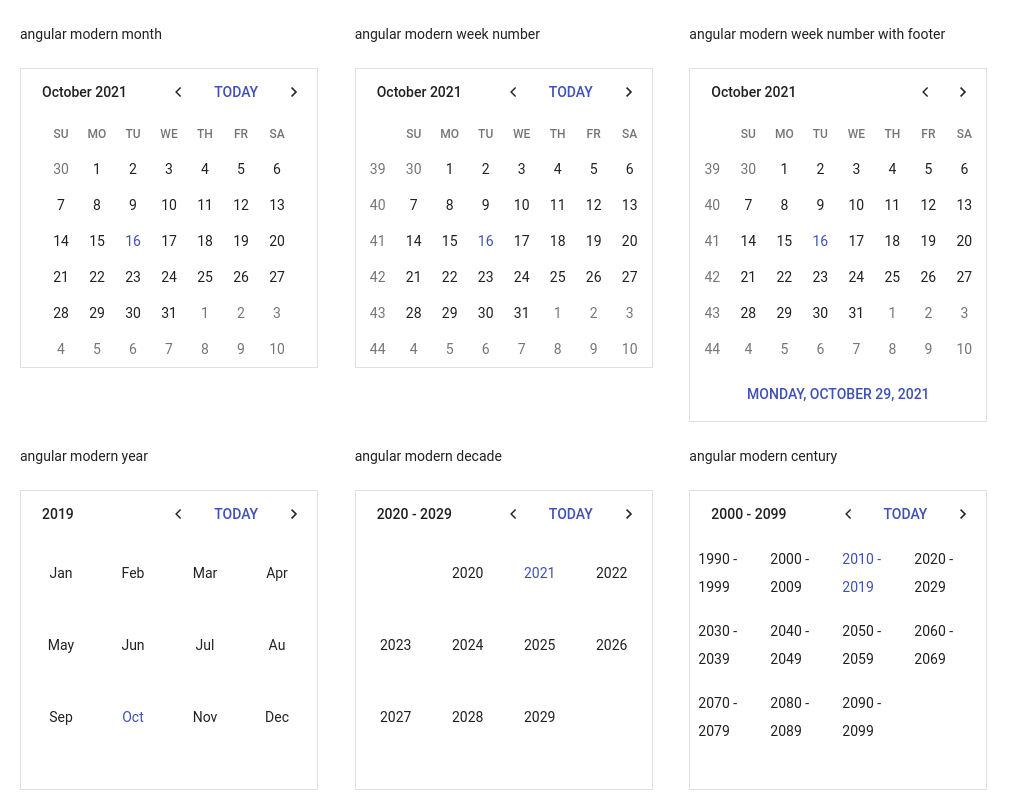 angular modern month
angular modern week number
angular modern week number with footer
October 2021 TODAY
SU MO TU WE TH FR SA
30 1 2 3 4 5 6
7 8 9 10 11 12 13
14 15 16 17 18 19 20
21 22 23 24 25 26 27
28 29 30 31 1 2 3
4 5 6 7 8 9 10
October 2021 TODAY
SU MO TU WE TH FR SA
39 30 1 2 3 4 5 6
40 7 8 9 10 11 12 13
41 14 15 16 17 18 19 20
42 21 22 23 24 25 26 27
43 28 29 30 31 1 2 3
44 4 5 6 7 8 9 10
October 2021
SU MO TU WE TH FR SA
39 30 1 2 3 4 5 6
40 7 8 9 10 11 12 13
41 14 15 16 17 18 19 20
42 21 22 23 24 25 26 27
43 28 29 30 31 1 2 3
44 4 5 6 7 8 9 10
MONDAY, OCTOBER 29, 2021
angular modern year
angular modern decade
angular modern century
2019 TODAY
Jan Feb Mar Apr
May Jun Jul Au
Sep Oct Nov Dec
2020 - 2029 TODAY
2020 2021 2022
2023 2024 2025 2026
2027 2028 2029
2000 - 2099 TODAY
1990 - 2000 - 2010 - 2020 -
1999 2009 2019 2029
2030 - 2040 - 2050 - 2060 -
2039 2049 2059 2069
2070 - 2080 - 2090 -
2079 2089 2099